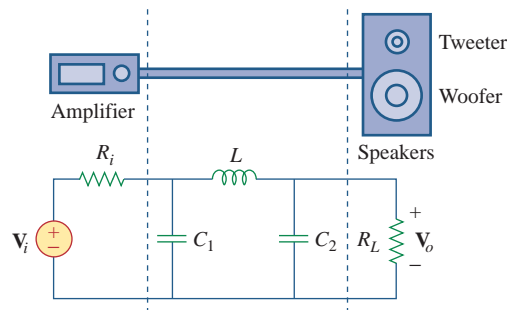 Tweeter
Woofer
Amplifier
Speakers
R_i
L
+
−
V_i
C_1
C_2
R_L
+
V_o
−